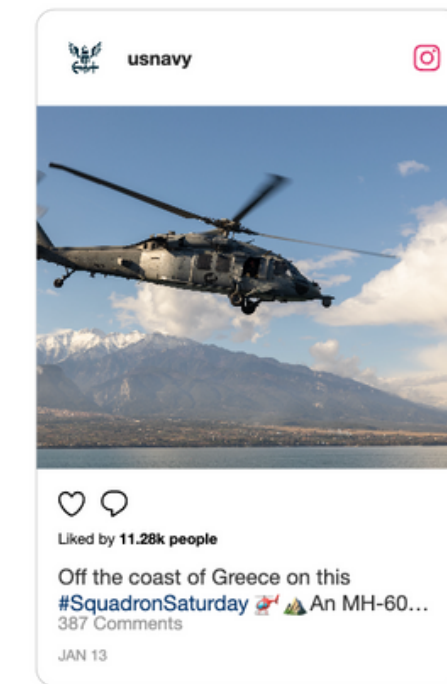 usnavy
Liked by 11.28k people
Off the coast of Greece on this
#SquadronSaturday 🚁 ⛰️ An MH-60...
387 Comments
JAN 13